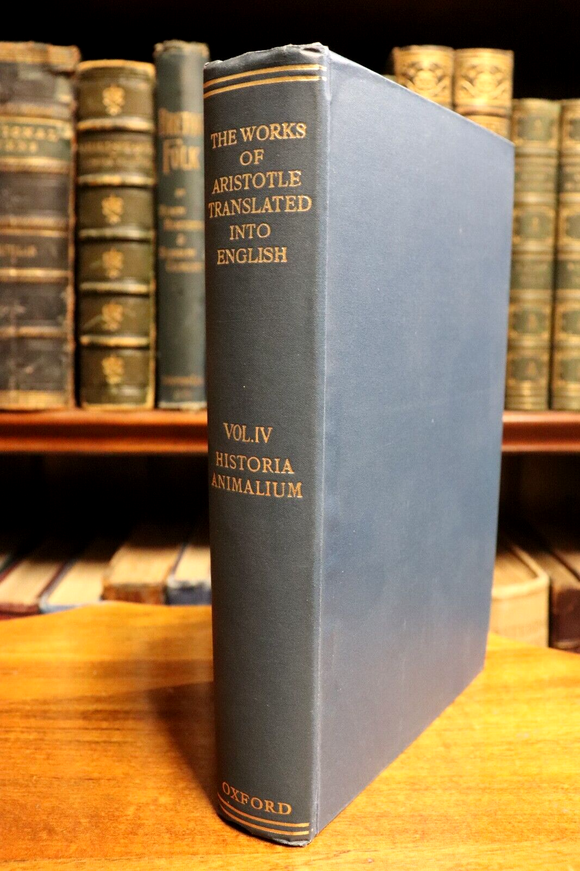 THE WORKS
OF
ARISTOTLE
TRANSLATED
INTO
ENGLISH
VOL.IV
HISTORIA
ANIMALIUM
OXFORD